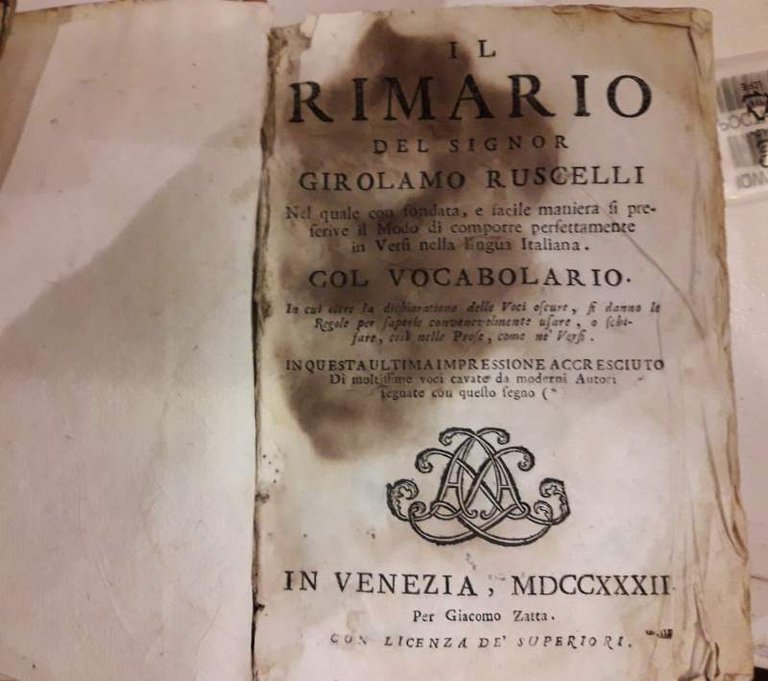 IL
RIMARIO
DEL SIGNOR
GIROLAMO RUSCELLI
Nel quale con fondata, e facile maniera ſi pre-
ſcrive il Modo di comporre perfettamente
in Verſi nella lingua Italiana.
COL VOCABOLARIO.
In cui oltre la dichiaratione delle Voci oſcure, ſi danno le
Regole per ſaperle convenevolmente uſare, o ſchi-
fare, così nelle Proſe, come ne' Verſi.
IN QUESTA ULTIMA IMPRESSIONE ACCRESCIUTO
Di moltiſſime voci cavate da moderni Autori
ſegnate con queſto ſegno (*
IN VENEZIA, MDCCXXXII
Per Giacomo Zatta.
CON LICENZA DE' SUPERIORI.